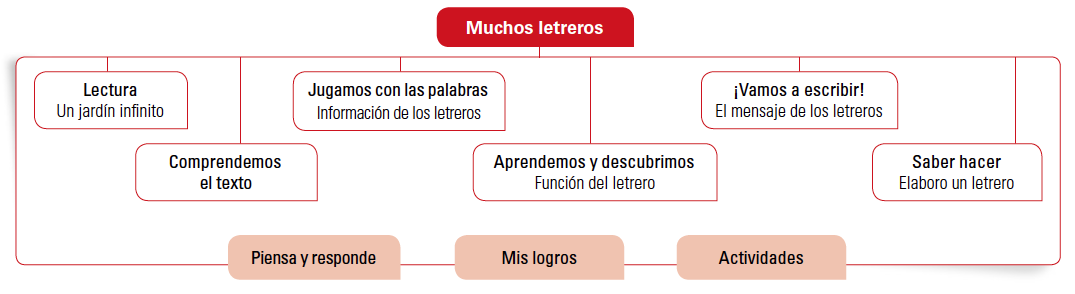 Muchos letreros
Lectura
Un jardín infinito
Jugamos con las palabras
Información de los letreros
¡Vamos a escribir!
El mensaje de los letreros
Comprendemos
el texto
Aprendemos y descubrimos
Función del letrero
Saber hacer
Elaboro un letrero
Piensa y responde
Mis logros
Actividades